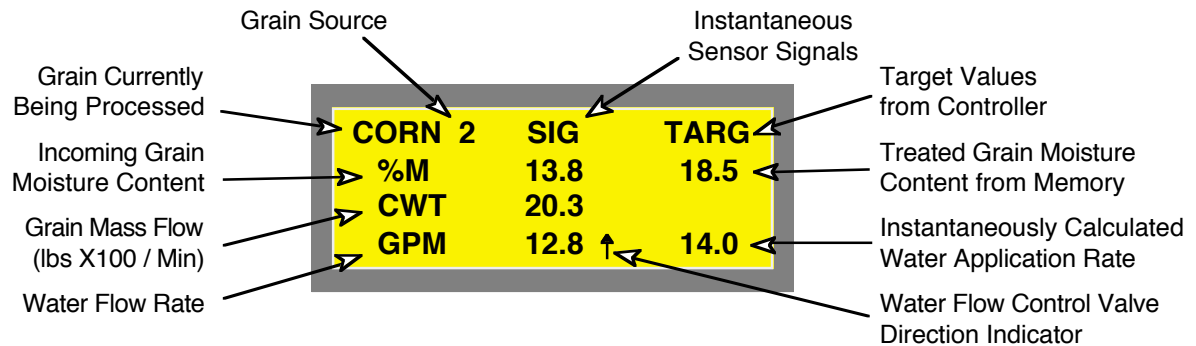 Grain Source
Instantaneous
Sensor Signals
Grain Currently
Being Processed
Target Values
from Controller
CORN 2 SIG TARG
%M 13.8 18.5
CWT 20.3
GPM 12.8 ↑ 14.0
Incoming Grain
Moisture Content
Treated Grain Moisture
Content from Memory
Grain Mass Flow
(lbs X100 / Min)
Instantaneously Calculated
Water Application Rate
Water Flow Rate
Water Flow Control Valve
Direction Indicator